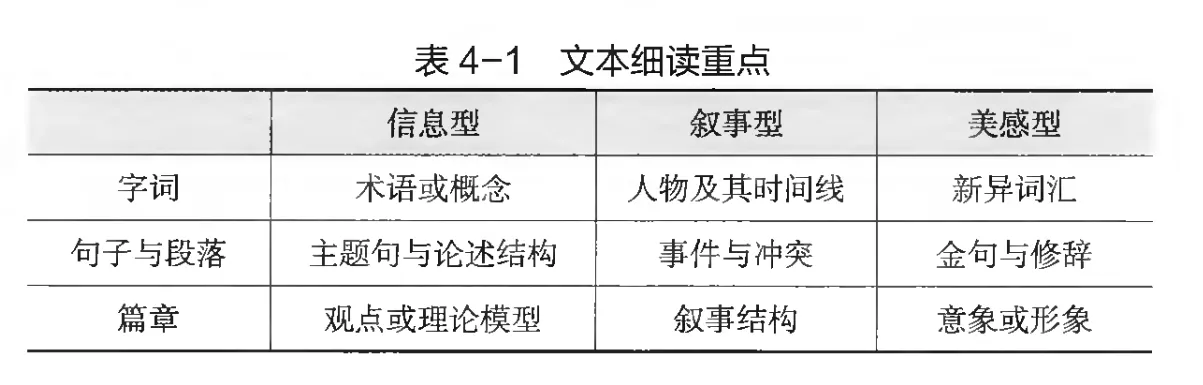 表 4-1 文本细读重点
信息型 叙事型 美感型
字词 术语或概念 人物及其时间线 新异词汇
句子与段落 主题句与论述结构 事件与冲突 金句与修辞
篇章 观点或理论模型 叙事结构 意象或形象